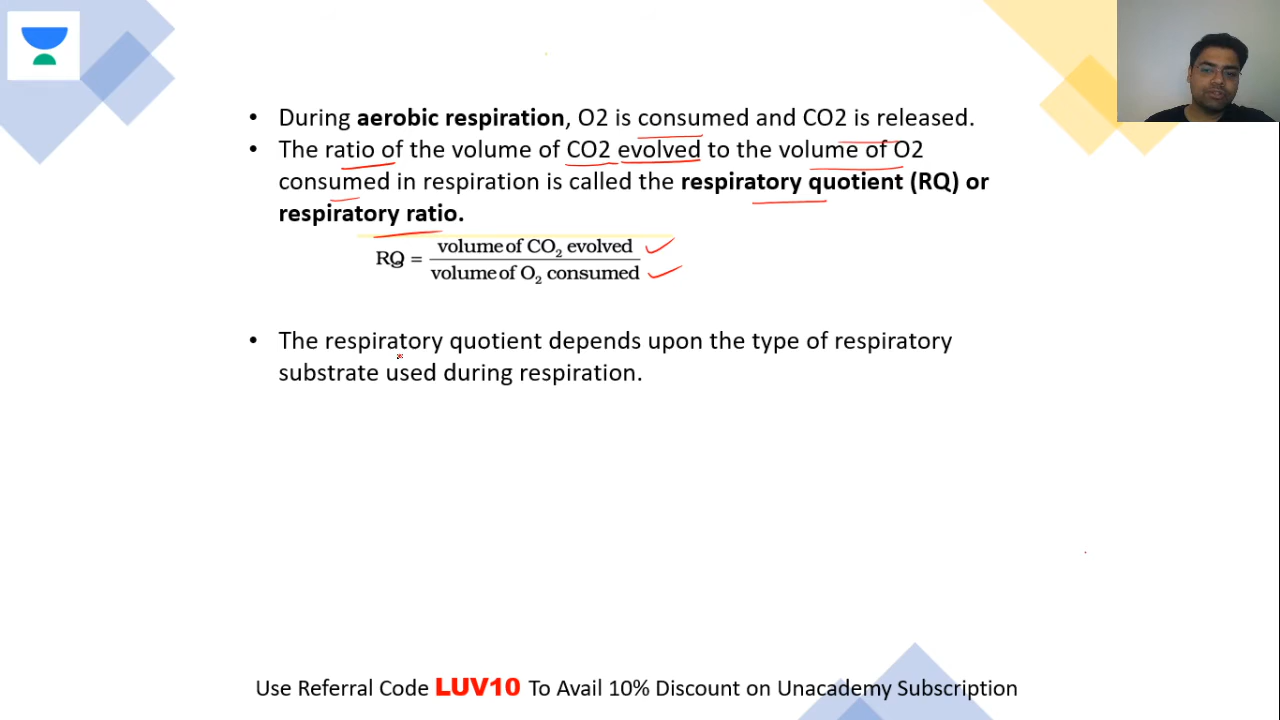 • During aerobic respiration, O2 is consumed and CO2 is released.
• The ratio of the volume of CO2 evolved to the volume of O2
consumed in respiration is called the respiratory quotient (RQ) or
respiratory ratio.
RQ = volume of CO₂ evolved
volume of O₂ consumed
• The respiratory quotient depends upon the type of respiratory
substrate used during respiration.
Use Referral Code LUV10 To Avail 10% Discount on Unacademy Subscription